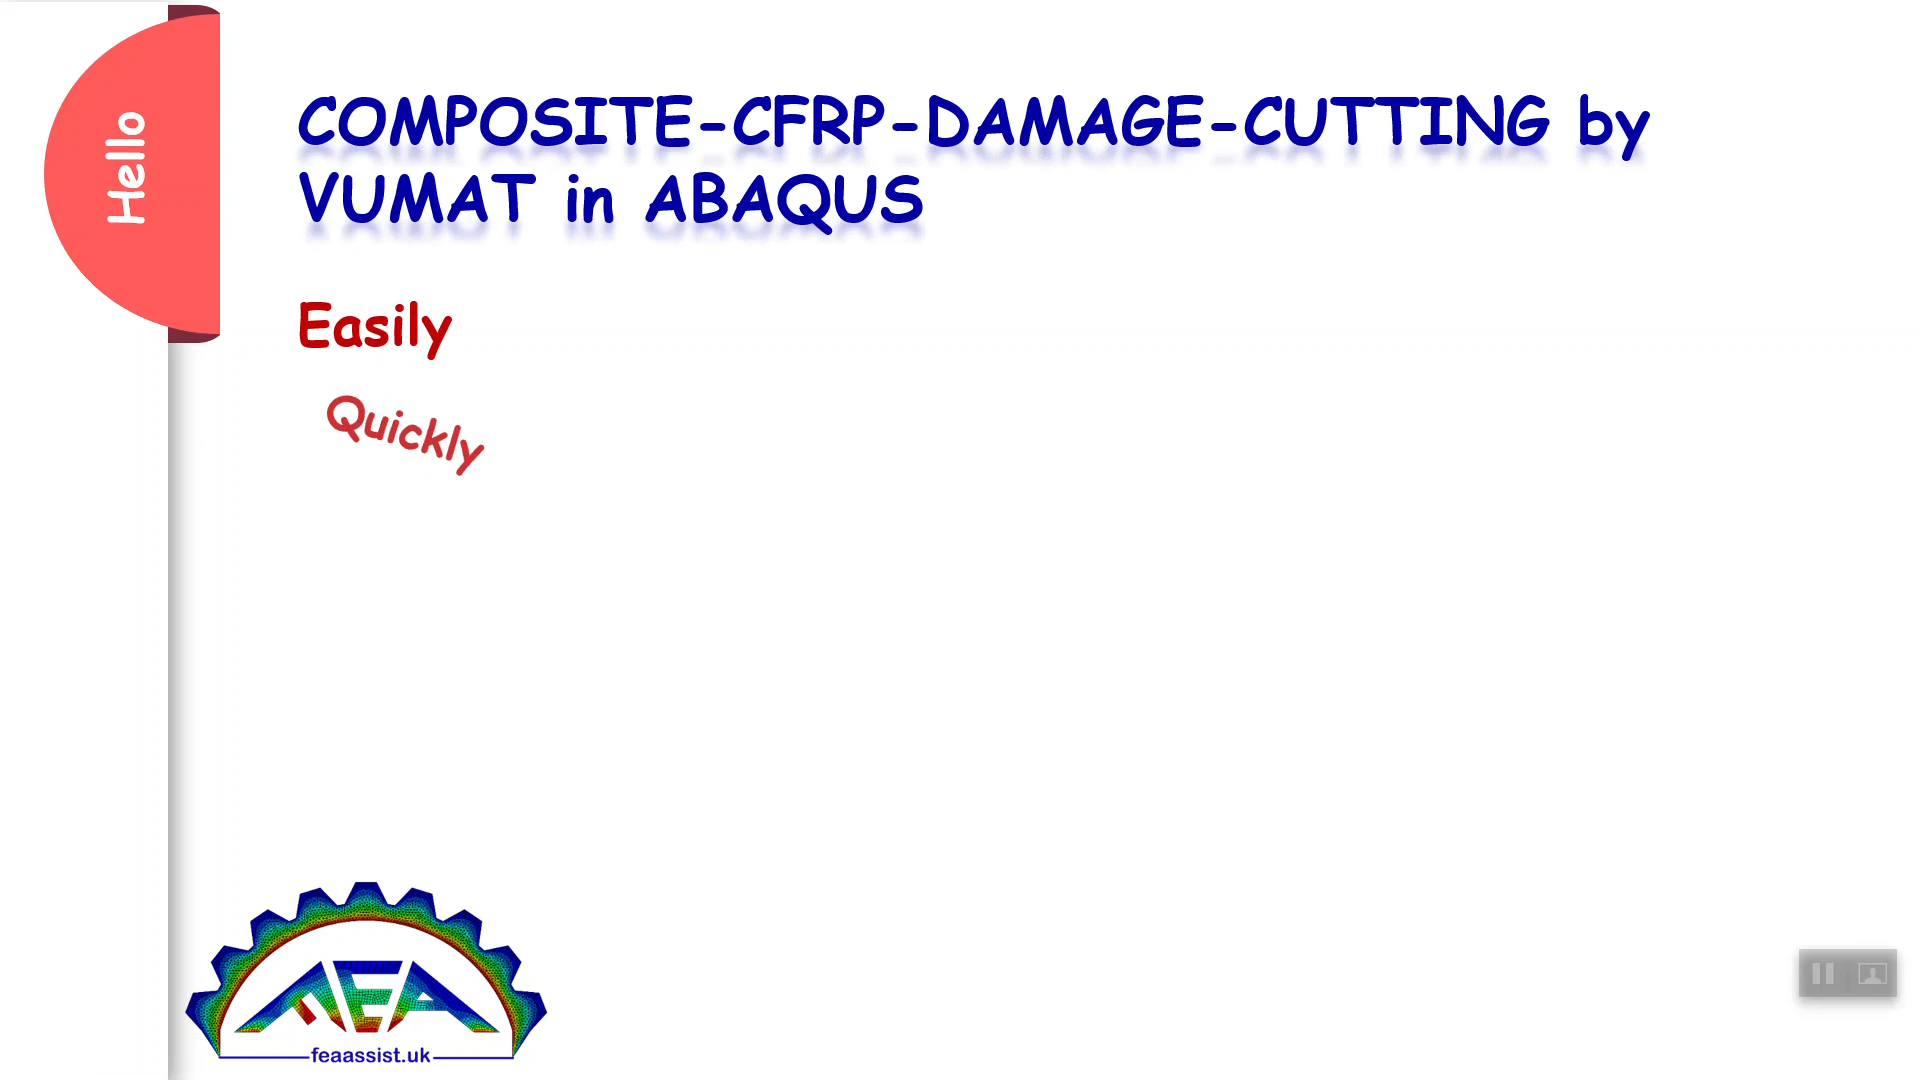 Hello
COMPOSITE-CFRP-DAMAGE-CUTTING by
VUMAT in ABAQUS
Easily
Quickly
FEA
feaassist.uk